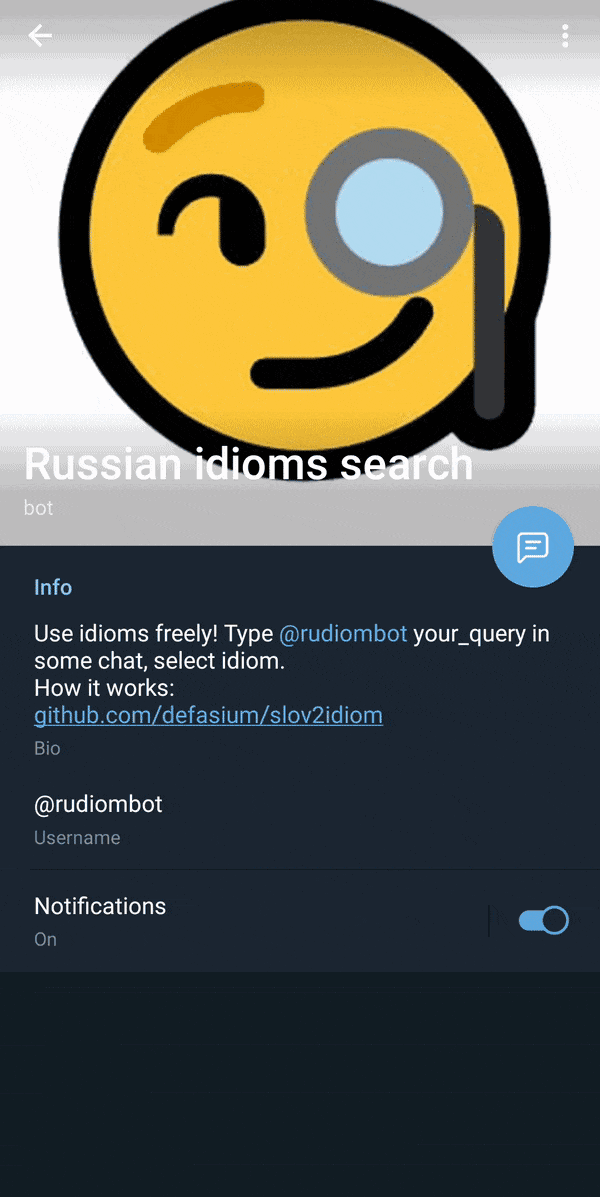 Russian idioms search
bot
Info
Use idioms freely! Type @rudiombot your_query in
some chat, select idiom.
How it works:
github.com/defasium/slov2idiom
Bio
@rudiombot
Username
Notifications
On